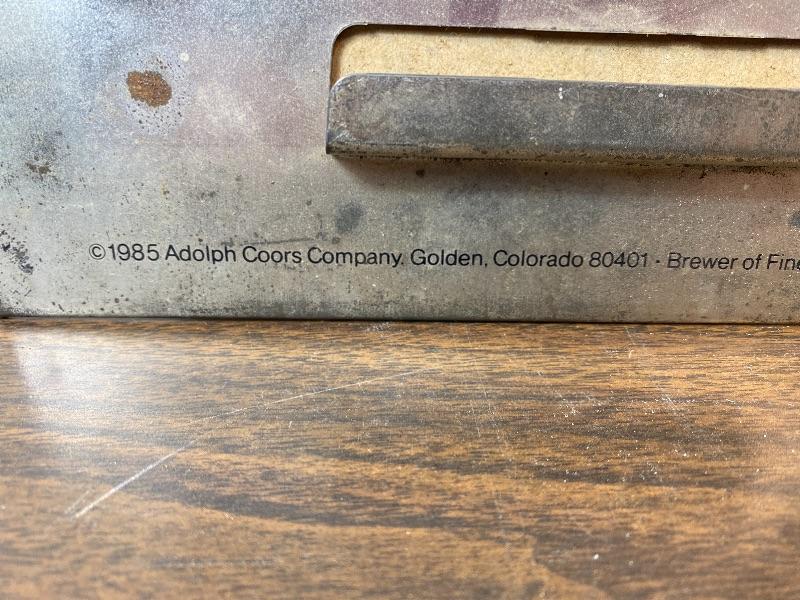 ©1985 Adolph Coors Company. Golden, Colorado 80401 · Brewer of Fine